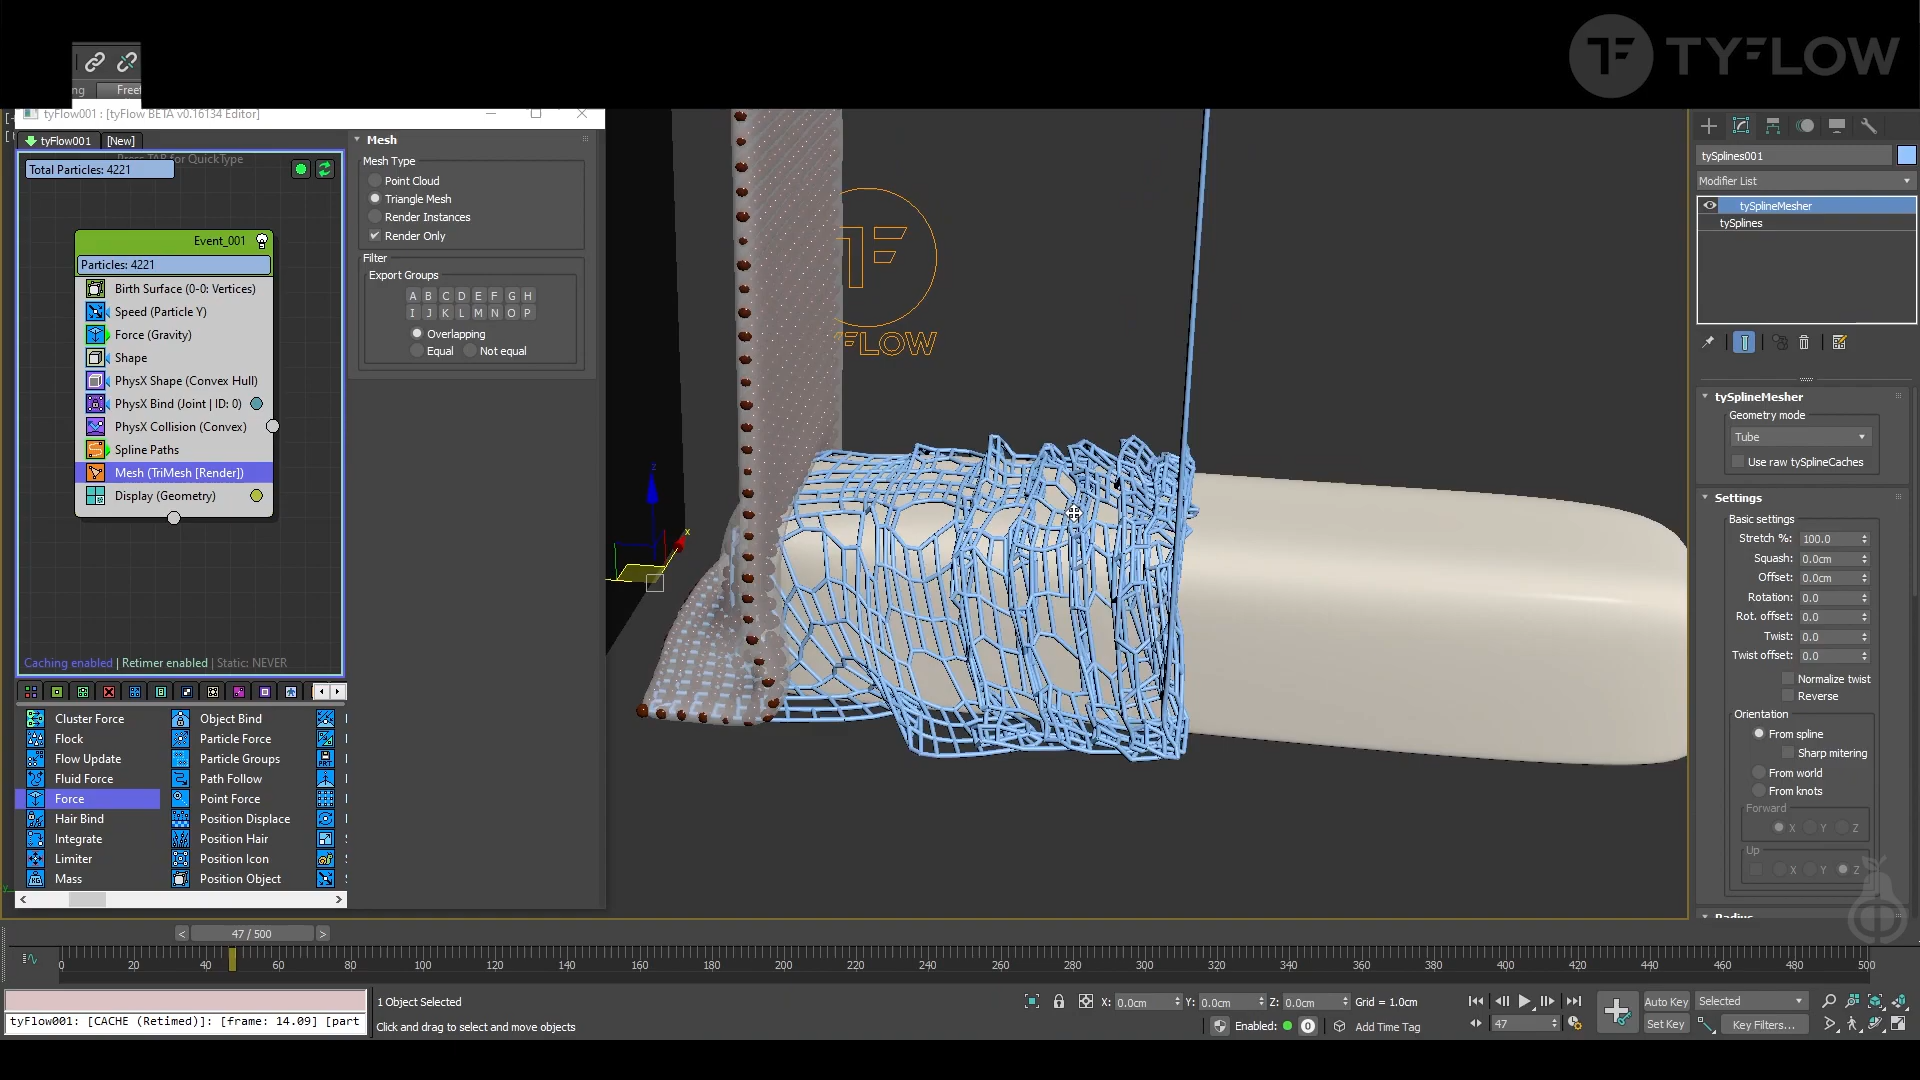 TYFLOW
ng Freet
tyFlow001 : [tyFlow BETA v0.16134 Editor]
tyFlow001 [New]
Press TAB for QuickType
Total Particles: 4221
Event_001
Particles: 4221
Birth Surface (0-0: Vertices)
Speed (Particle Y)
Force (Gravity)
Shape
PhysX Shape (Convex Hull)
PhysX Bind (Joint | ID: 0)
PhysX Collision (Convex)
Spline Paths
Mesh (TriMesh [Render])
Display (Geometry)
Caching enabled | Retimer enabled | Static: NEVER
Cluster Force
Flock
Flow Update
Fluid Force
Force
Hair Bind
Integrate
Limiter
Mass
Object Bind
Particle Force
Particle Groups
Path Follow
Point Force
Position Displace
Position Hair
Position Icon
Position Object
Mesh
Mesh Type
Point Cloud
Triangle Mesh
Render Instances
Render Only
Filter
Export Groups
A B C D E F G H
I J K L M N O P
Overlapping
Equal Not equal
FLOW
z
x
tySplines001
Modifier List
tySplineMesher
tySplines
tySplineMesher
Geometry mode
Tube
Use raw tySplineCaches
Settings
Basic settings
Stretch %: 100.0
Squash: 0.0cm
Offset: 0.0cm
Rotation: 0.0
Rot. offset: 0.0
Twist: 0.0
Twist offset: 0.0
Normalize twist
Reverse
Orientation
From spline
Sharp mitering
From world
From knots
Forward
X Y Z
Up
X Y Z
Radius
< 47 / 500 >
0 20 40 60 80 100 120 140 160 180 200 220 240 260 280 300 320 340 360 380 400 420 440 460 480 500
tyFlow001: [CACHE (Retimed)]: [frame: 14.09] [part
1 Object Selected
Click and drag to select and move objects
X: 0.0cm Y: 0.0cm Z: 0.0cm Grid = 1.0cm
Enabled: 0 Add Time Tag
47
Auto Key Selected
Set Key Key Filters...